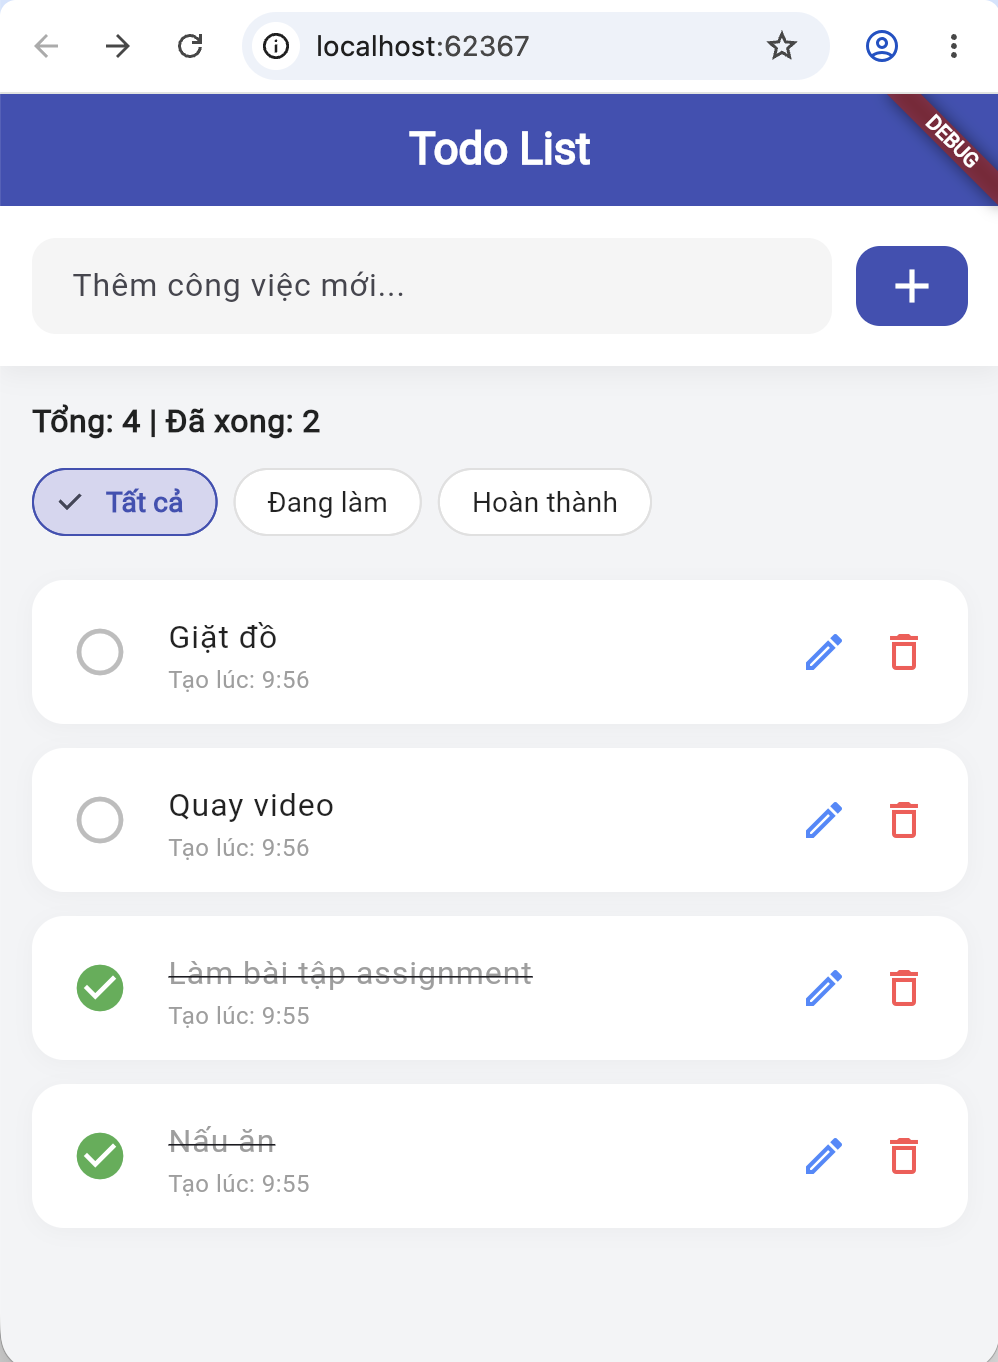 localhost:62367
DEBUG
Todo List
Thêm công việc mới...
Tổng: 4 | Đã xong: 2
Tất cả Đang làm Hoàn thành
Giặt đồ
Tạo lúc: 9:56
Quay video
Tạo lúc: 9:56
Làm bài tập assignment
Tạo lúc: 9:55
Nấu ăn
Tạo lúc: 9:55